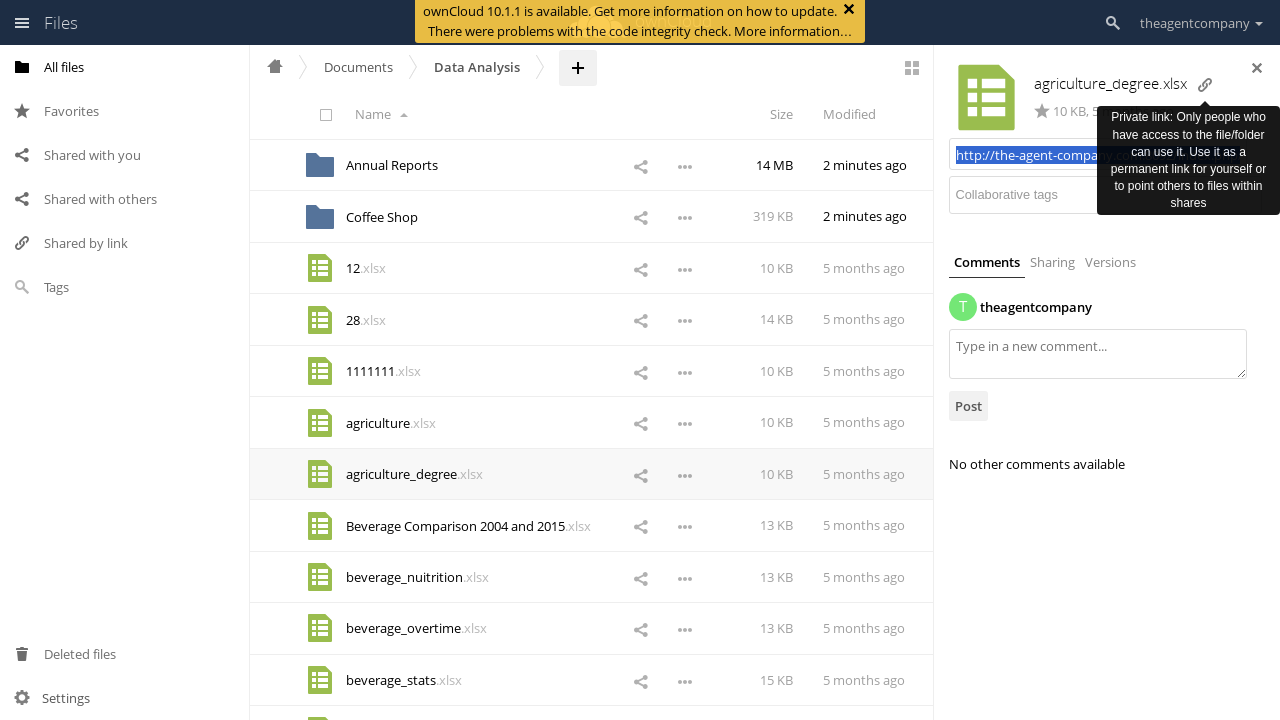 Files
ownCloud 10.1.1 is available. Get more information on how to update.
There were problems with the code integrity check. More information…
theagentcompany
All files
Favorites
Shared with you
Shared with others
Shared by link
Tags
Deleted files
Settings
Documents
Data Analysis
Name
Size
Modified
Annual Reports
14 MB
2 minutes ago
Coffee Shop
319 KB
2 minutes ago
12.xlsx
10 KB
5 months ago
28.xlsx
14 KB
5 months ago
1111111.xlsx
10 KB
5 months ago
agriculture.xlsx
10 KB
5 months ago
agriculture_degree.xlsx
10 KB
5 months ago
Beverage Comparison 2004 and 2015.xlsx
13 KB
5 months ago
beverage_nuitrition.xlsx
13 KB
5 months ago
beverage_overtime.xlsx
13 KB
5 months ago
beverage_stats.xlsx
15 KB
5 months ago
agriculture_degree.xlsx
10 KB,
Private link: Only people who
have access to the file/folder
can use it. Use it as a
permanent link for yourself or
to point others to files within
shares
http://the-agent-company
Collaborative tags
Comments
Sharing
Versions
T
theagentcompany
Type in a new comment...
Post
No other comments available